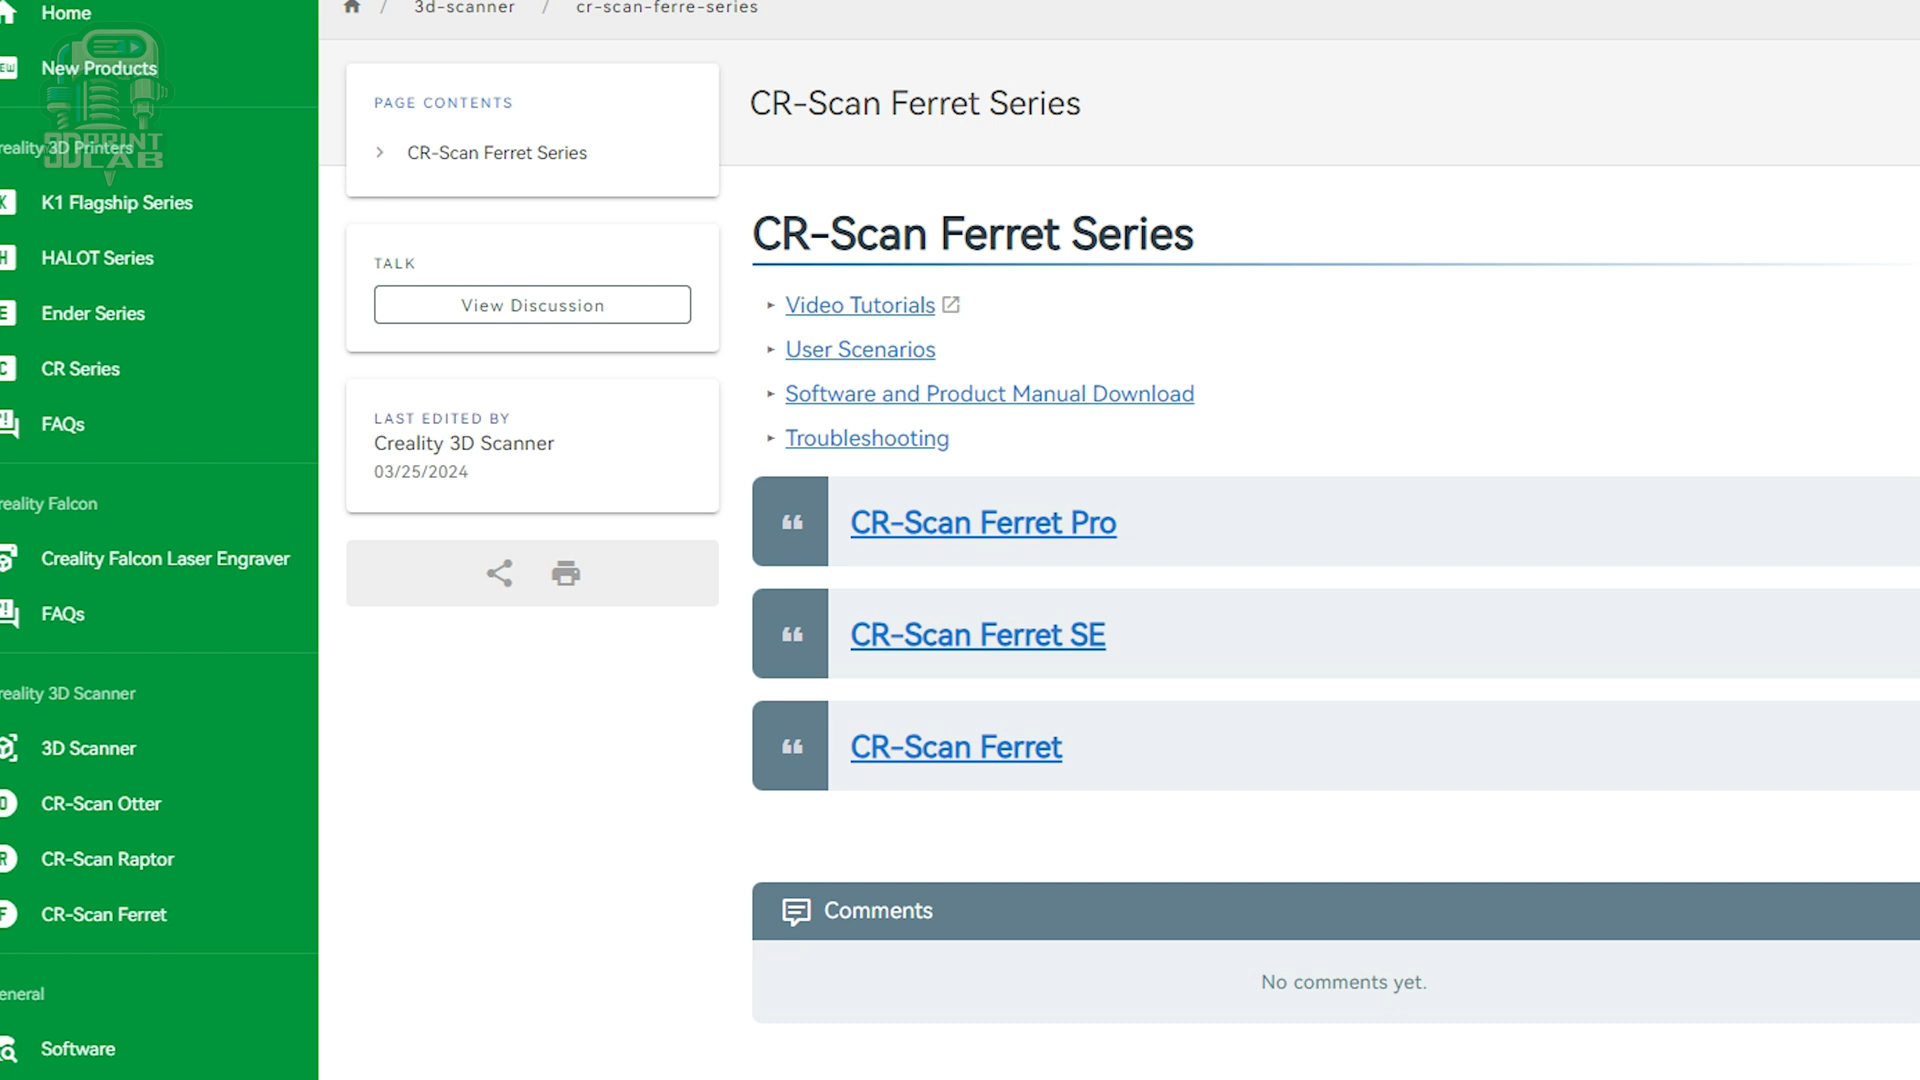 Home
New Products
reality 3D Printers
K1 Flagship Series
HALOT Series
Ender Series
CR Series
FAQs
reality Falcon
Creality Falcon Laser Engraver
FAQs
reality 3D Scanner
3D Scanner
CR-Scan Otter
CR-Scan Raptor
CR-Scan Ferret
eneral
Software
3DPRINT
LAB
/ 3d-scanner / cr-scan-ferre-series
PAGE CONTENTS
CR-Scan Ferret Series
TALK
View Discussion
LAST EDITED BY
Creality 3D Scanner
03/25/2024
CR-Scan Ferret Series
CR-Scan Ferret Series
Video Tutorials
User Scenarios
Software and Product Manual Download
Troubleshooting
CR-Scan Ferret Pro
CR-Scan Ferret SE
CR-Scan Ferret
Comments
No comments yet.